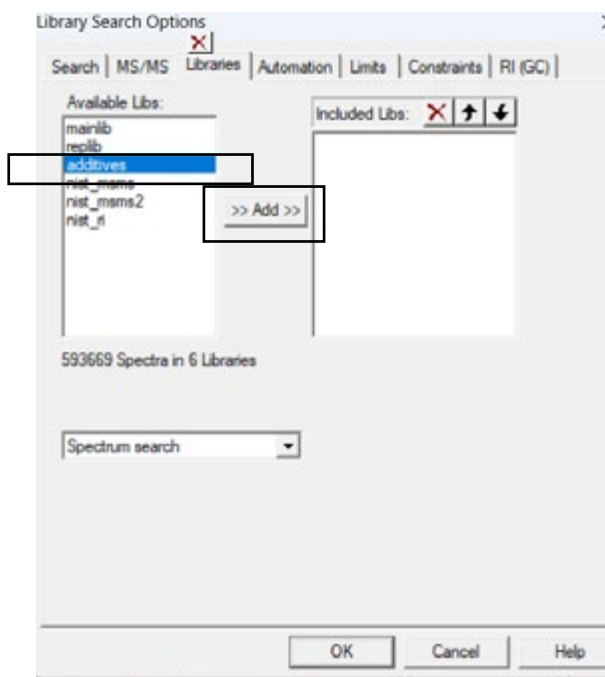 Library Search Options
Search MS/MS Libraries Automation Limits Constraints RI (GC)
Available Libs:
mainlib
replib
additives
nist_msms
nist_msms2
nist_ri
>> Add >>
Included Libs:
593669 Spectra in 6 Libraries
Spectrum search
OK Cancel Help